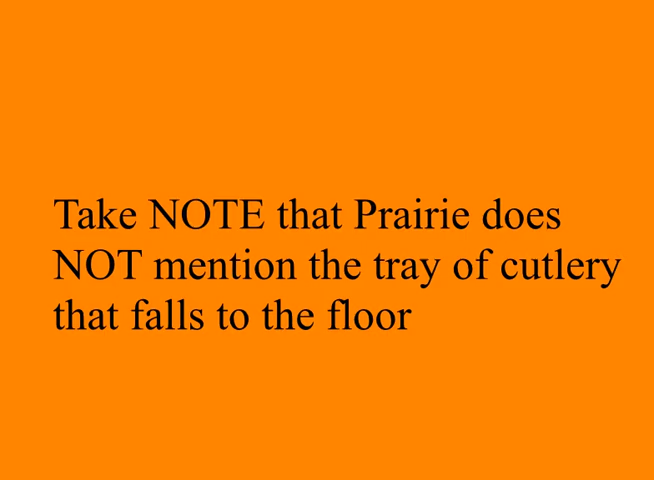 Take NOTE that Prairie does
NOT mention the tray of cutlery
that falls to the floor